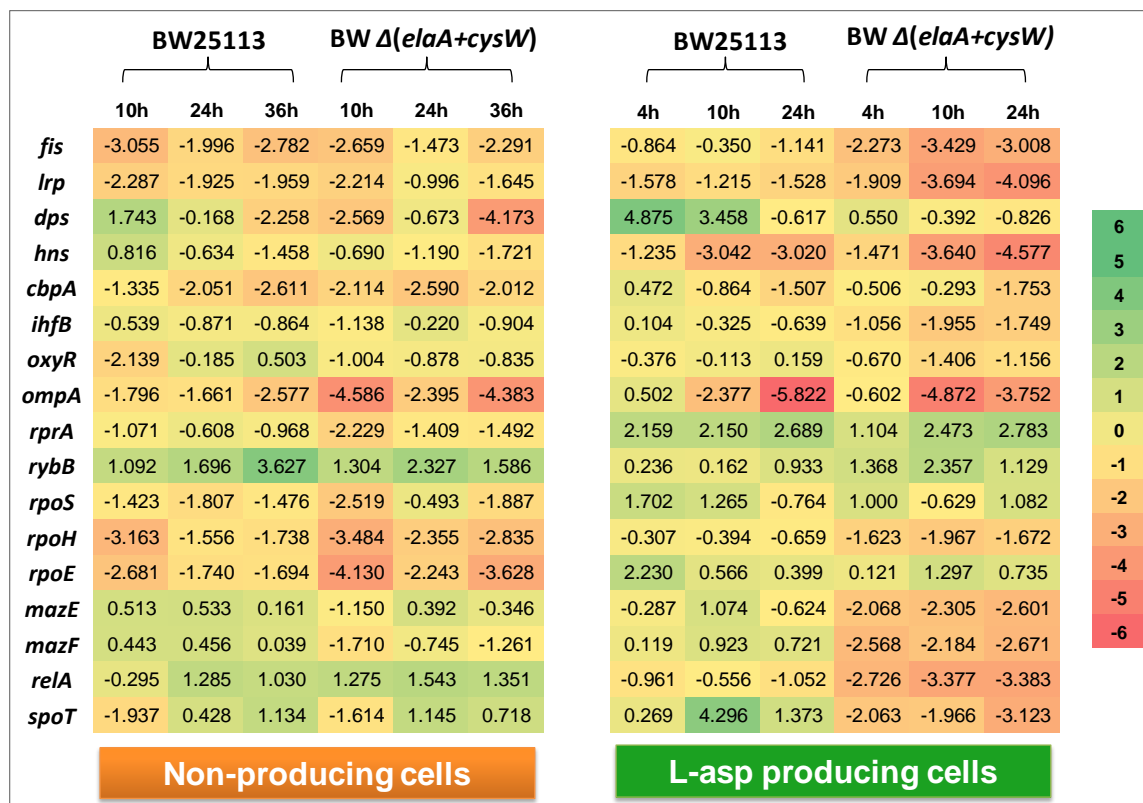 BW25113 BW Δ(elaA+cysW) BW25113 BW Δ(elaA+cysW)
10h 24h 36h 10h 24h 36h 4h 10h 24h 4h 10h 24h
fis -3.055 -1.996 -2.782 -2.659 -1.473 -2.291 -0.864 -0.350 -1.141 -2.273 -3.429 -3.008
lrp -2.287 -1.925 -1.959 -2.214 -0.996 -1.645 -1.578 -1.215 -1.528 -1.909 -3.694 -4.096
dps 1.743 -0.168 -2.258 -2.569 -0.673 -4.173 4.875 3.458 -0.617 0.550 -0.392 -0.826
hns 0.816 -0.634 -1.458 -0.690 -1.190 -1.721 -1.235 -3.042 -3.020 -1.471 -3.640 -4.577
cbpA -1.335 -2.051 -2.611 -2.114 -2.590 -2.012 0.472 -0.864 -1.507 -0.506 -0.293 -1.753
ihfB -0.539 -0.871 -0.864 -1.138 -0.220 -0.904 0.104 -0.325 -0.639 -1.056 -1.955 -1.749
oxyR -2.139 -0.185 0.503 -1.004 -0.878 -0.835 -0.376 -0.113 0.159 -0.670 -1.406 -1.156
ompA -1.796 -1.661 -2.577 -4.586 -2.395 -4.383 0.502 -2.377 -5.822 -0.602 -4.872 -3.752
rprA -1.071 -0.608 -0.968 -2.229 -1.409 -1.492 2.159 2.150 2.689 1.104 2.473 2.783
rybB 1.092 1.696 3.627 1.304 2.327 1.586 0.236 0.162 0.933 1.368 2.357 1.129
rpoS -1.423 -1.807 -1.476 -2.519 -0.493 -1.887 1.702 1.265 -0.764 1.000 -0.629 1.082
rpoH -3.163 -1.556 -1.738 -3.484 -2.355 -2.835 -0.307 -0.394 -0.659 -1.623 -1.967 -1.672
rpoE -2.681 -1.740 -1.694 -4.130 -2.243 -3.628 2.230 0.566 0.399 0.121 1.297 0.735
mazE 0.513 0.533 0.161 -1.150 0.392 -0.346 -0.287 1.074 -0.624 -2.068 -2.305 -2.601
mazF 0.443 0.456 0.039 -1.710 -0.745 -1.261 0.119 0.923 0.721 -2.568 -2.184 -2.671
relA -0.295 1.285 1.030 1.275 1.543 1.351 -0.961 -0.556 -1.052 -2.726 -3.377 -3.383
spoT -1.937 0.428 1.134 -1.614 1.145 0.718 0.269 4.296 1.373 -2.063 -1.966 -3.123
6
5
4
3
2
1
0
-1
-2
-3
-4
-5
-6
Non-producing cells L-asp producing cells